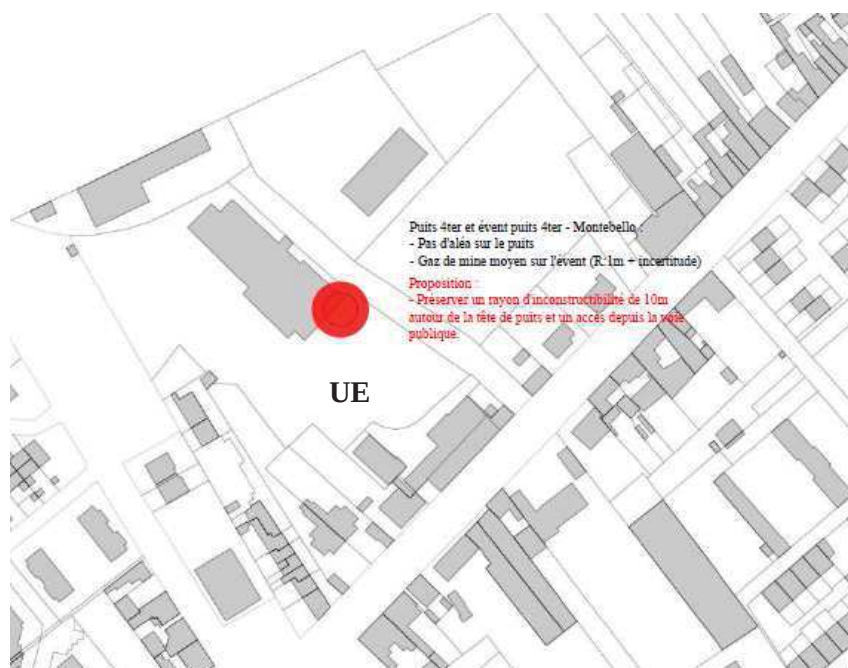 Puits 4ter et évent puits 4ter - Montebello :
- Pas d'aléa sur le puits
- Gaz de mine moyen sur l'évent (R: 1m + incertitude)
Proposition :
- Préserver un rayon d'inconstructibilité de 10m
autour de la tête de puits et un accès depuis la voie
publique.
UE